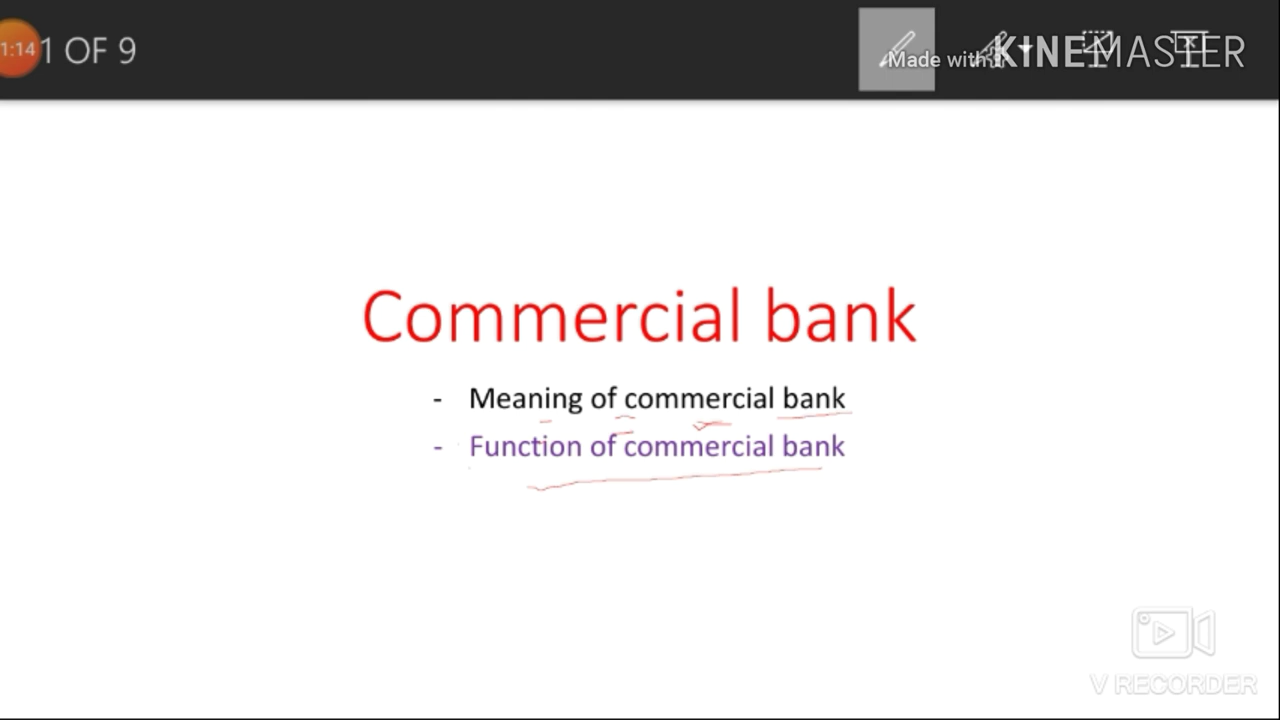 1:14 1 OF 9
Made with KINEMASTER
Commercial bank
- Meaning of commercial bank
- Function of commercial bank
V RECORDER